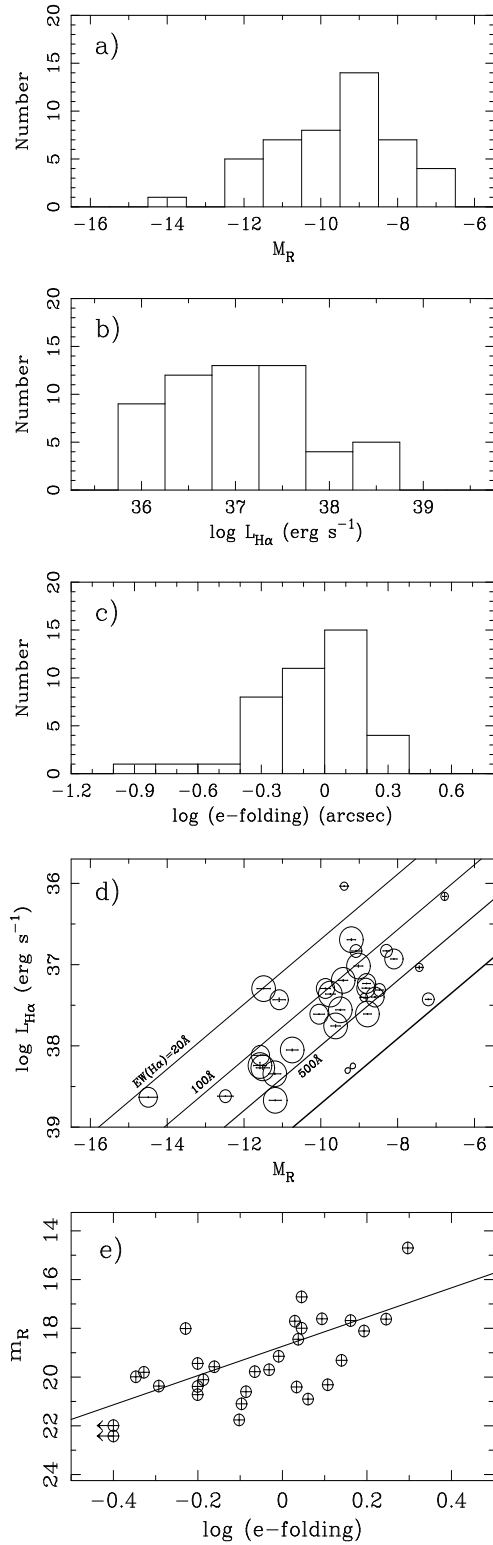 20
15
10
5
0
Number
a)
−16 −14 −12 −10 −8 −6
M_R
20
15
10
5
0
Number
b)
36 37 38 39
log L_Hα (erg s⁻¹)
20
15
10
5
0
Number
c)
−1.2 −0.9 −0.6 −0.3 0 0.3 0.6
log (e−folding) (arcsec)
36
37
38
39
log L_Hα (erg s⁻¹)
d)
EW(Hα)=20Å
100Å
500Å
−16 −14 −12 −10 −8 −6
M_R
14
16
18
20
22
24
m_R
e)
−0.4 −0.2 0 0.2 0.4
log (e−folding)